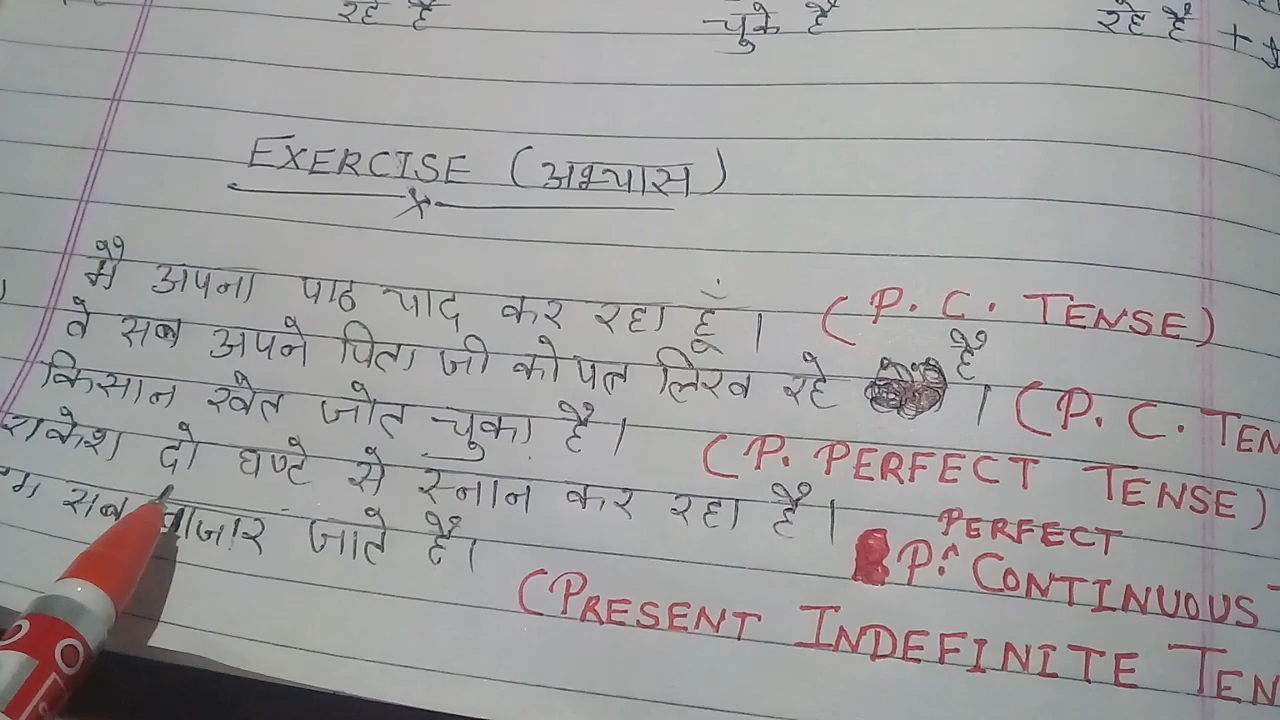 रहे हैं चुके हैं रहे हैं +
EXERCISE (अभ्यास)
मैं अपना पाठ याद कर रहा हूँ। (P. C. TENSE)
वे सब अपने पिता जी को पत्र लिख रहे हैं। (P. C. TEN
किसान खेत जोत चुका है। (P. PERFECT TENSE)
राकेश दो घण्टे से स्नान कर रहा है। P. PERFECT CONTINUOUS
सब बाजार जाते हैं। (PRESENT INDEFINITE TEN